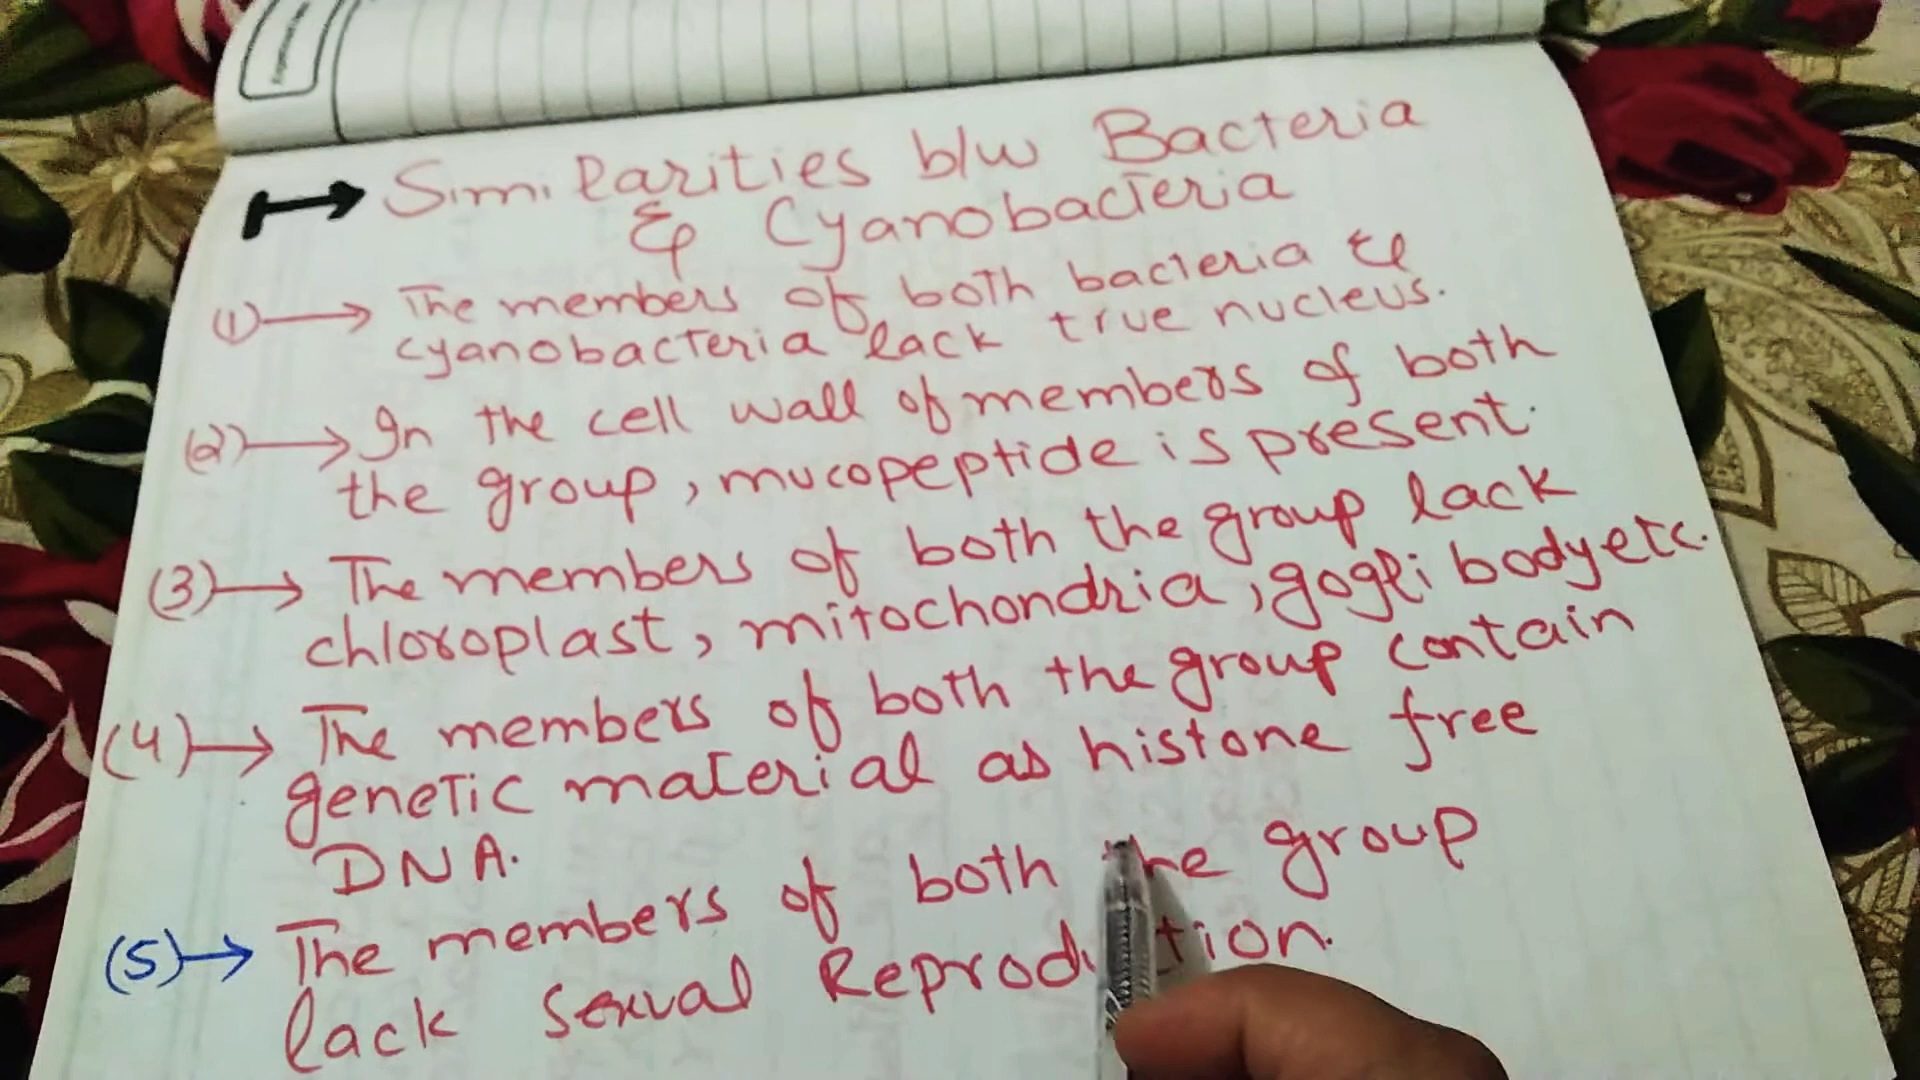 Similarities b/w Bacteria
& Cyanobacteria
(1)→ The members of both bacteria &
cyanobacteria lack true nucleus.
(2)→ In the cell wall of members of both
the group, mucopeptide is present.
(3)→ The members of both the group lack
chloroplast, mitochondria, gogli body etc.
(4)→ The members of both the group contain
genetic material as histone free
DNA.
(5)→ The members of both the group
lack sexual Reproduction.